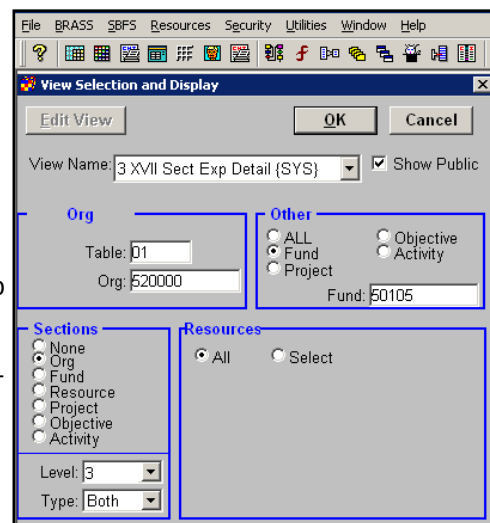 File BRASS SBFS Resources Security Utilities Window Help
View Selection and Display
Edit View OK Cancel
View Name: 3 XVII Sect Exp Detail {SYS} Show Public
Org
Table: 01
Org: 520000
Other
ALL Objective
Fund Activity
Project
Fund: 50105
Sections
None
Org
Fund
Resource
Project
Objective
Activity
Level: 3
Type: Both
Resources
All Select